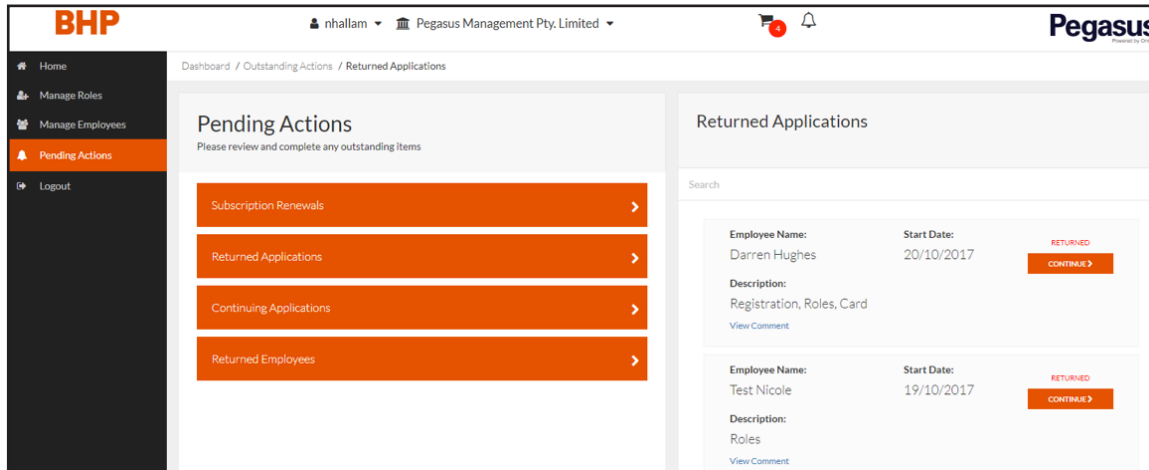 BHP
nhallam
Pegasus Management Pty. Limited
4
Pegasus
Home
Manage Roles
Manage Employees
Pending Actions
Logout
Dashboard / Outstanding Actions / Returned Applications
Pending Actions
Please review and complete any outstanding items
Subscription Renewals
Returned Applications
Continuing Applications
Returned Employees
Returned Applications
Search
Employee Name: Start Date:
RETURNED
Darren Hughes 20/10/2017
CONTINUE
Description:
Registration, Roles, Card
View Comment
Employee Name: Start Date:
RETURNED
Test Nicole 19/10/2017
CONTINUE
Description:
Roles
View Comment